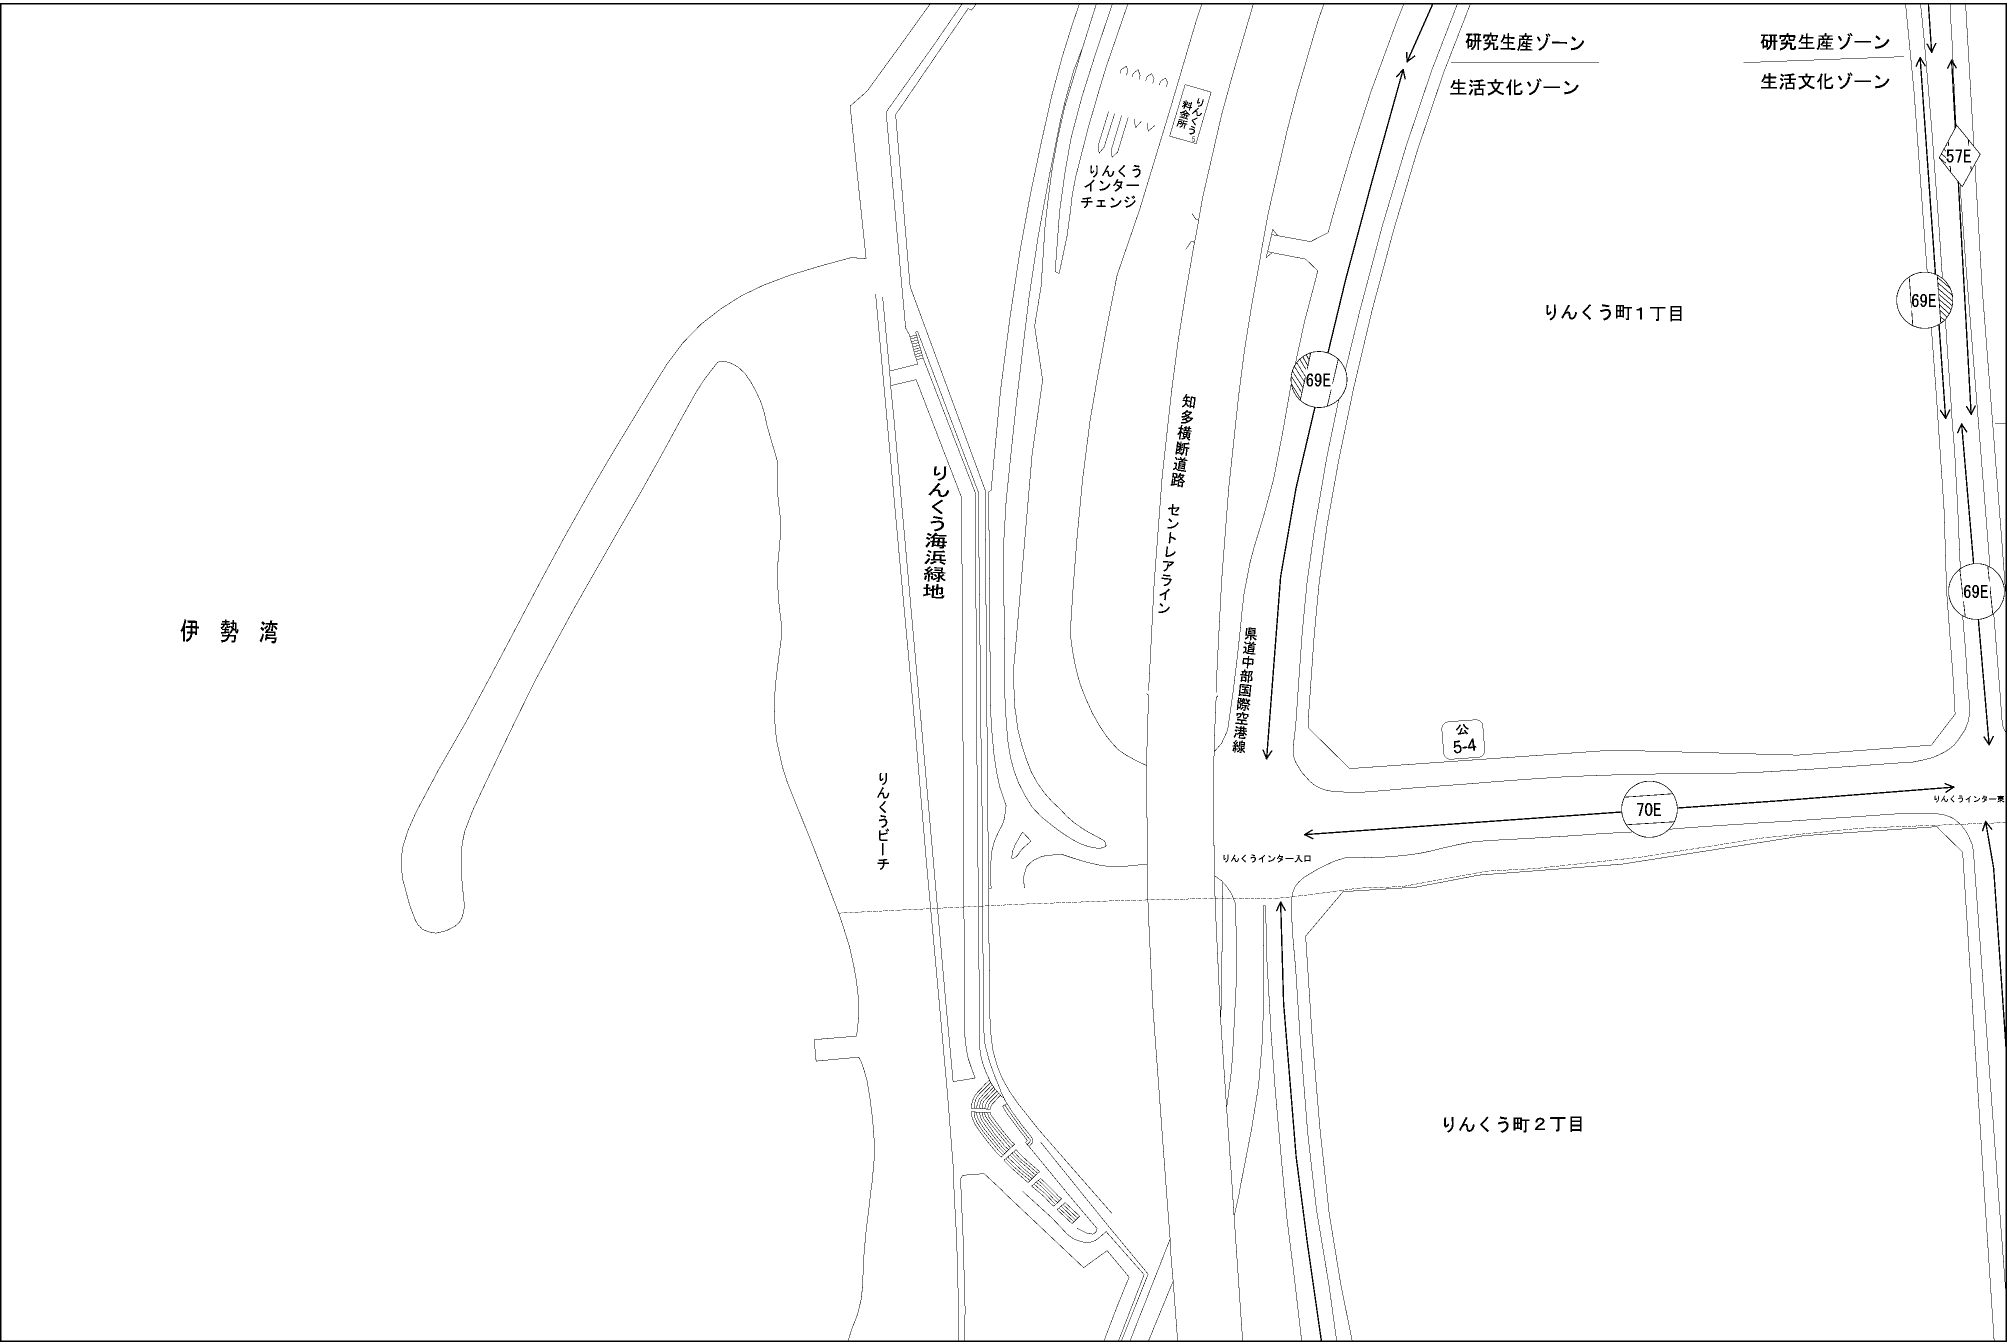 研究生産ゾーン
生活文化ゾーン
研究生産ゾーン
生活文化ゾーン
りんくう
料金所
りんくう
インター
チェンジ
57E
69E
りんくう町１丁目
69E
知多横断道路　セントレアライン
りんくう海浜緑地
69E
伊勢湾
県道中部国際空港線
公
5-4
りんくうビーチ
70E
りんくうインター東
りんくうインター入口
りんくう町２丁目